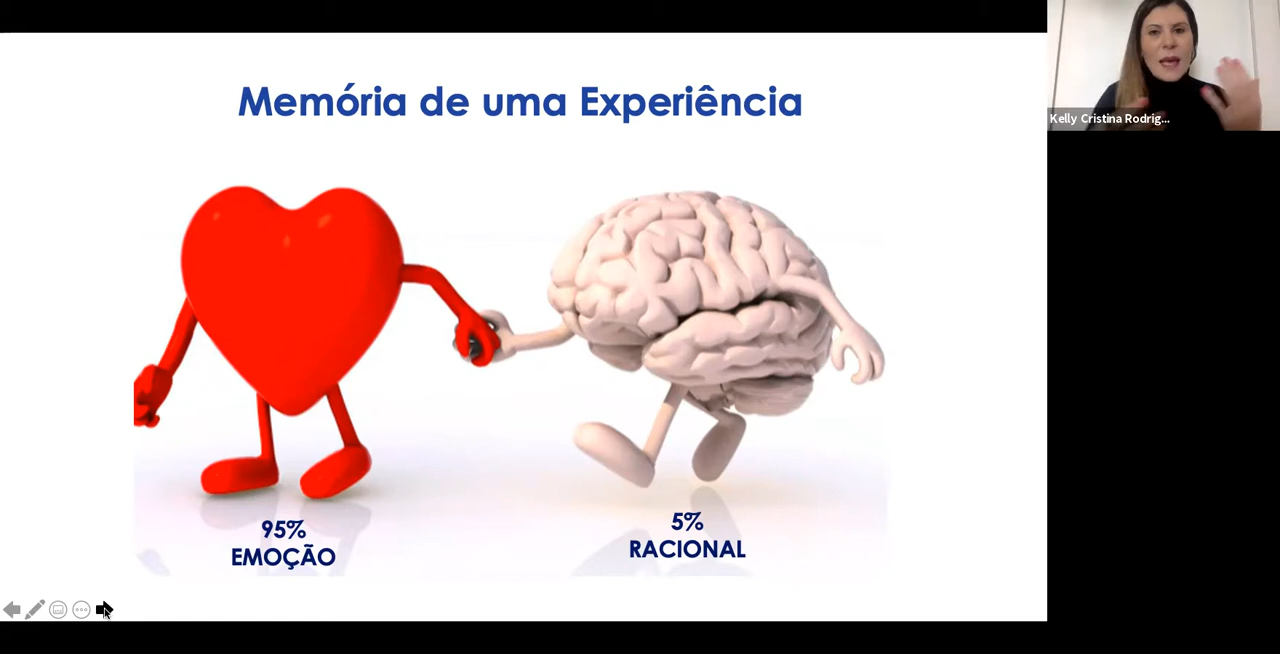 Memória de uma Experiência
Kelly Cristina Rodrig...
95%
EMOÇÃO
5%
RACIONAL